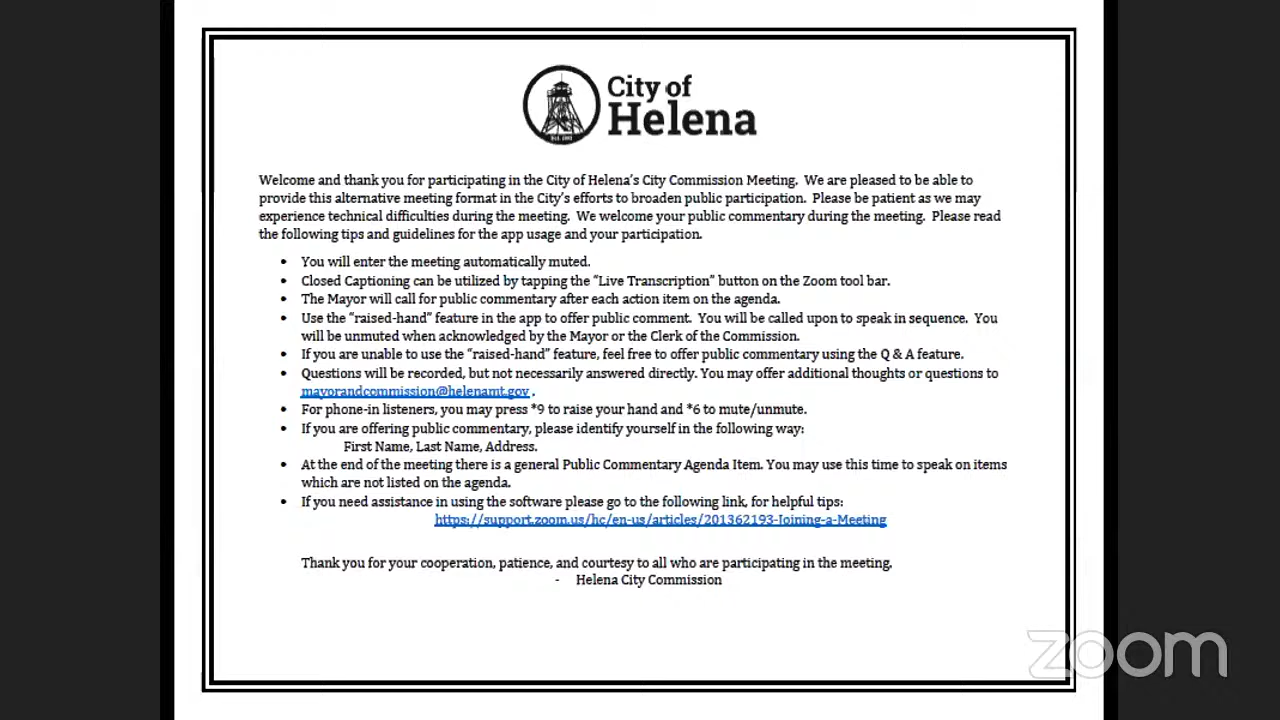 City of
Helena
Welcome and thank you for participating in the City of Helena's City Commission Meeting.  We are pleased to be able to
provide this alternative meeting format in the City's efforts to broaden public participation.  Please be patient as we may
experience technical difficulties during the meeting.  We welcome your public commentary during the meeting.  Please read
the following tips and guidelines for the app usage and your participation.
• You will enter the meeting automatically muted.
• Closed Captioning can be utilized by tapping the “Live Transcription” button on the Zoom tool bar.
• The Mayor will call for public commentary after each action item on the agenda.
• Use the “raised-hand” feature in the app to offer public comment.  You will be called upon to speak in sequence.  You
will be unmuted when acknowledged by the Mayor or the Clerk of the Commission.
• If you are unable to use the “raised-hand” feature, feel free to offer public commentary using the Q & A feature.
• Questions will be recorded, but not necessarily answered directly. You may offer additional thoughts or questions to
mayorandcommission@helenamt.gov .
• For phone-in listeners, you may press *9 to raise your hand and *6 to mute/unmute.
• If you are offering public commentary, please identify yourself in the following way:
First Name, Last Name, Address.
• At the end of the meeting there is a general Public Commentary Agenda Item. You may use this time to speak on items
which are not listed on the agenda.
• If you need assistance in using the software please go to the following link, for helpful tips:
https://support.zoom.us/hc/en-us/articles/201362193-Joining-a-Meeting
Thank you for your cooperation, patience, and courtesy to all who are participating in the meeting.
- Helena City Commission
zoom